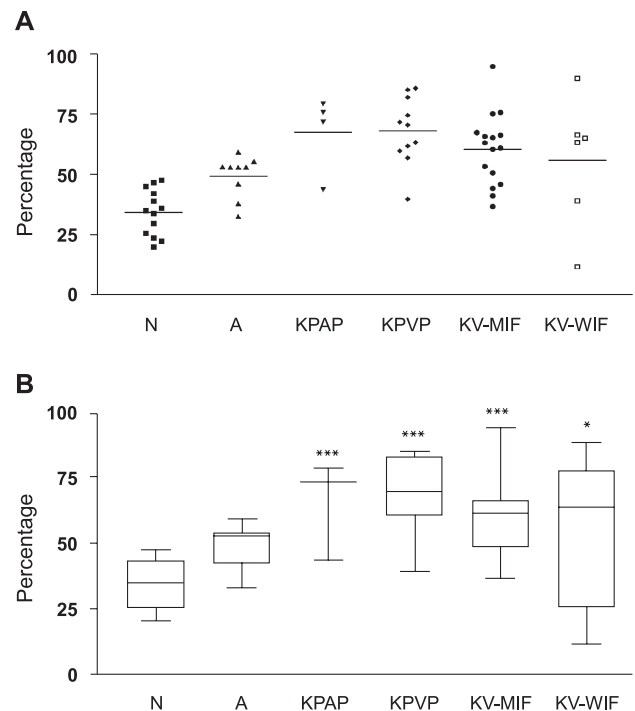 A
100
75
50
25
0
Percentage
N A KPAP KPVP KV-MIF KV-WIF
B
100
75
50
25
0
Percentage
*** *** *** *
N A KPAP KPVP KV-MIF KV-WIF